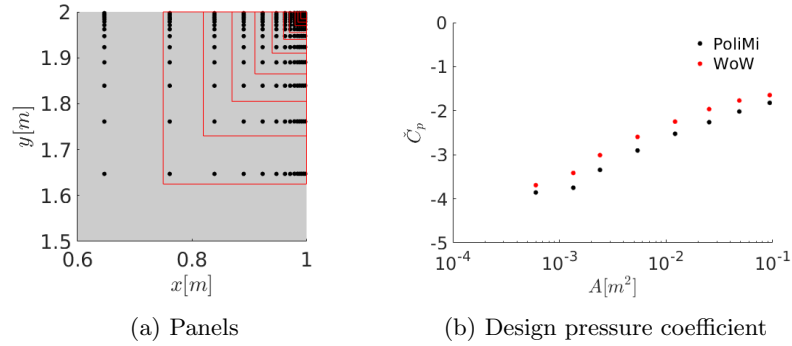 2
1.9
1.8
1.7
1.6
1.5
y[m]
0.6
0.8
1
x[m]
(a) Panels
0
-1
-2
-3
-4
-5
Č_p
PoliMi
WoW
10^-4
10^-3
10^-2
10^-1
A[m^2]
(b) Design pressure coefficient